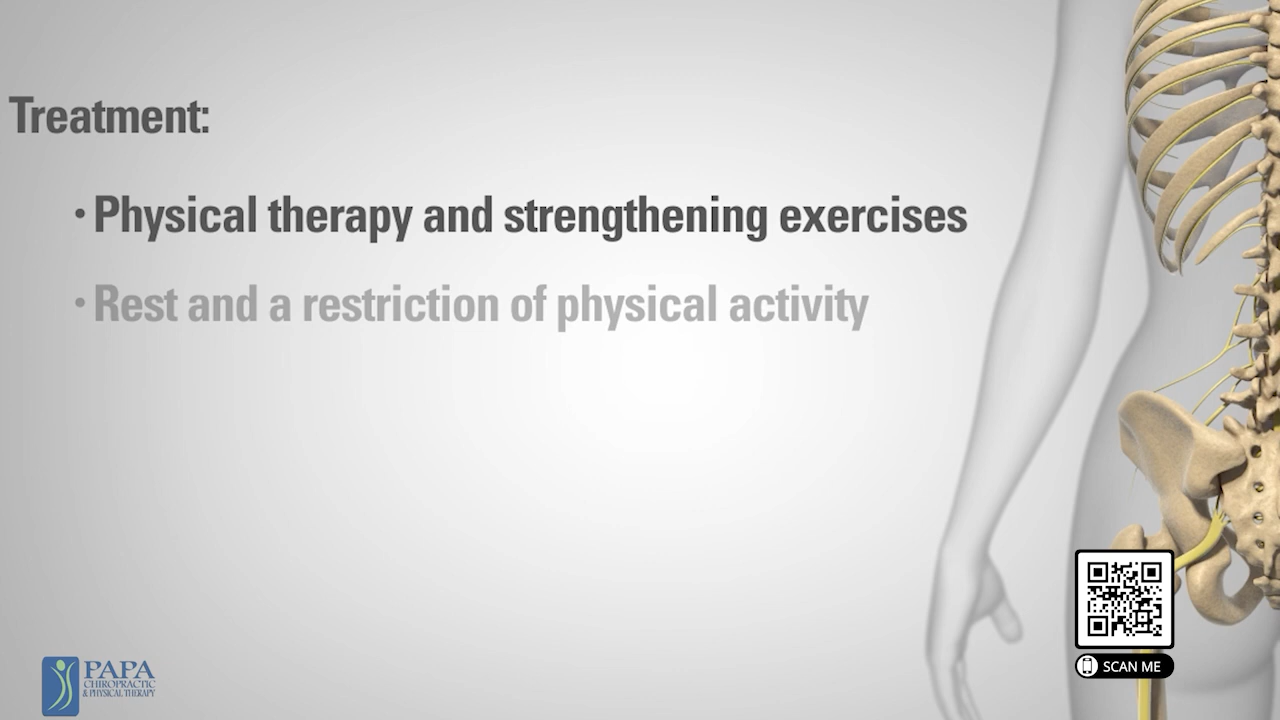 Treatment:
• Physical therapy and strengthening exercises
• Rest and a restriction of physical activity
SCAN ME
PAPA
CHIROPRACTIC
& PHYSICAL THERAPY